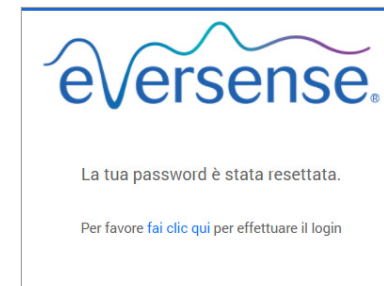 eversense®
La tua password è stata resettata.
Per favore fai clic qui per effettuare il login